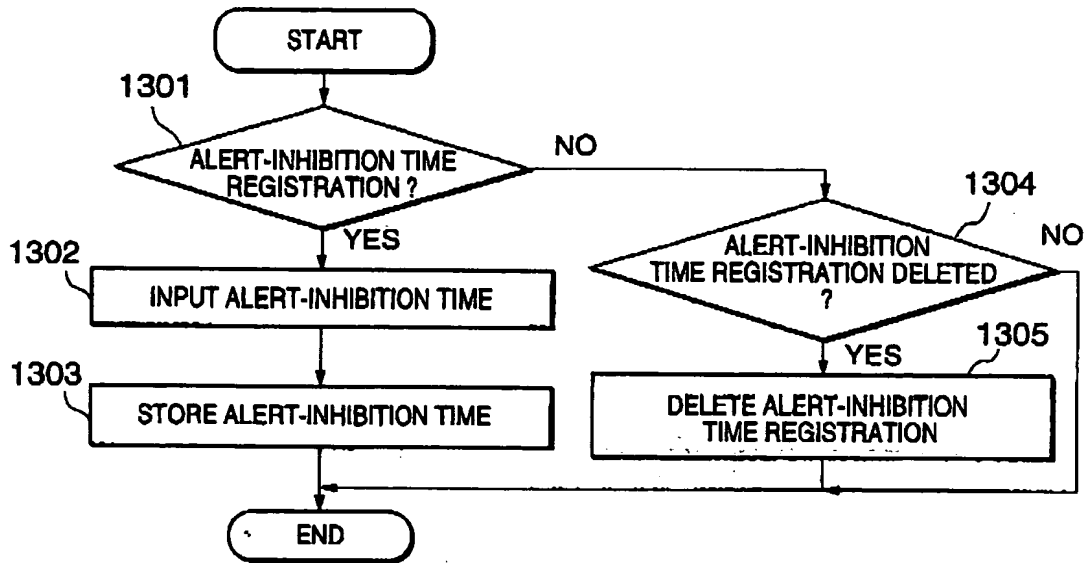 START
1301
ALERT-INHIBITION TIME
REGISTRATION ?
NO
YES
1302
INPUT ALERT-INHIBITION TIME
1303
STORE ALERT-INHIBITION TIME
1304
ALERT-INHIBITION
TIME REGISTRATION DELETED
?
NO
YES
1305
DELETE ALERT-INHIBITION
TIME REGISTRATION
END